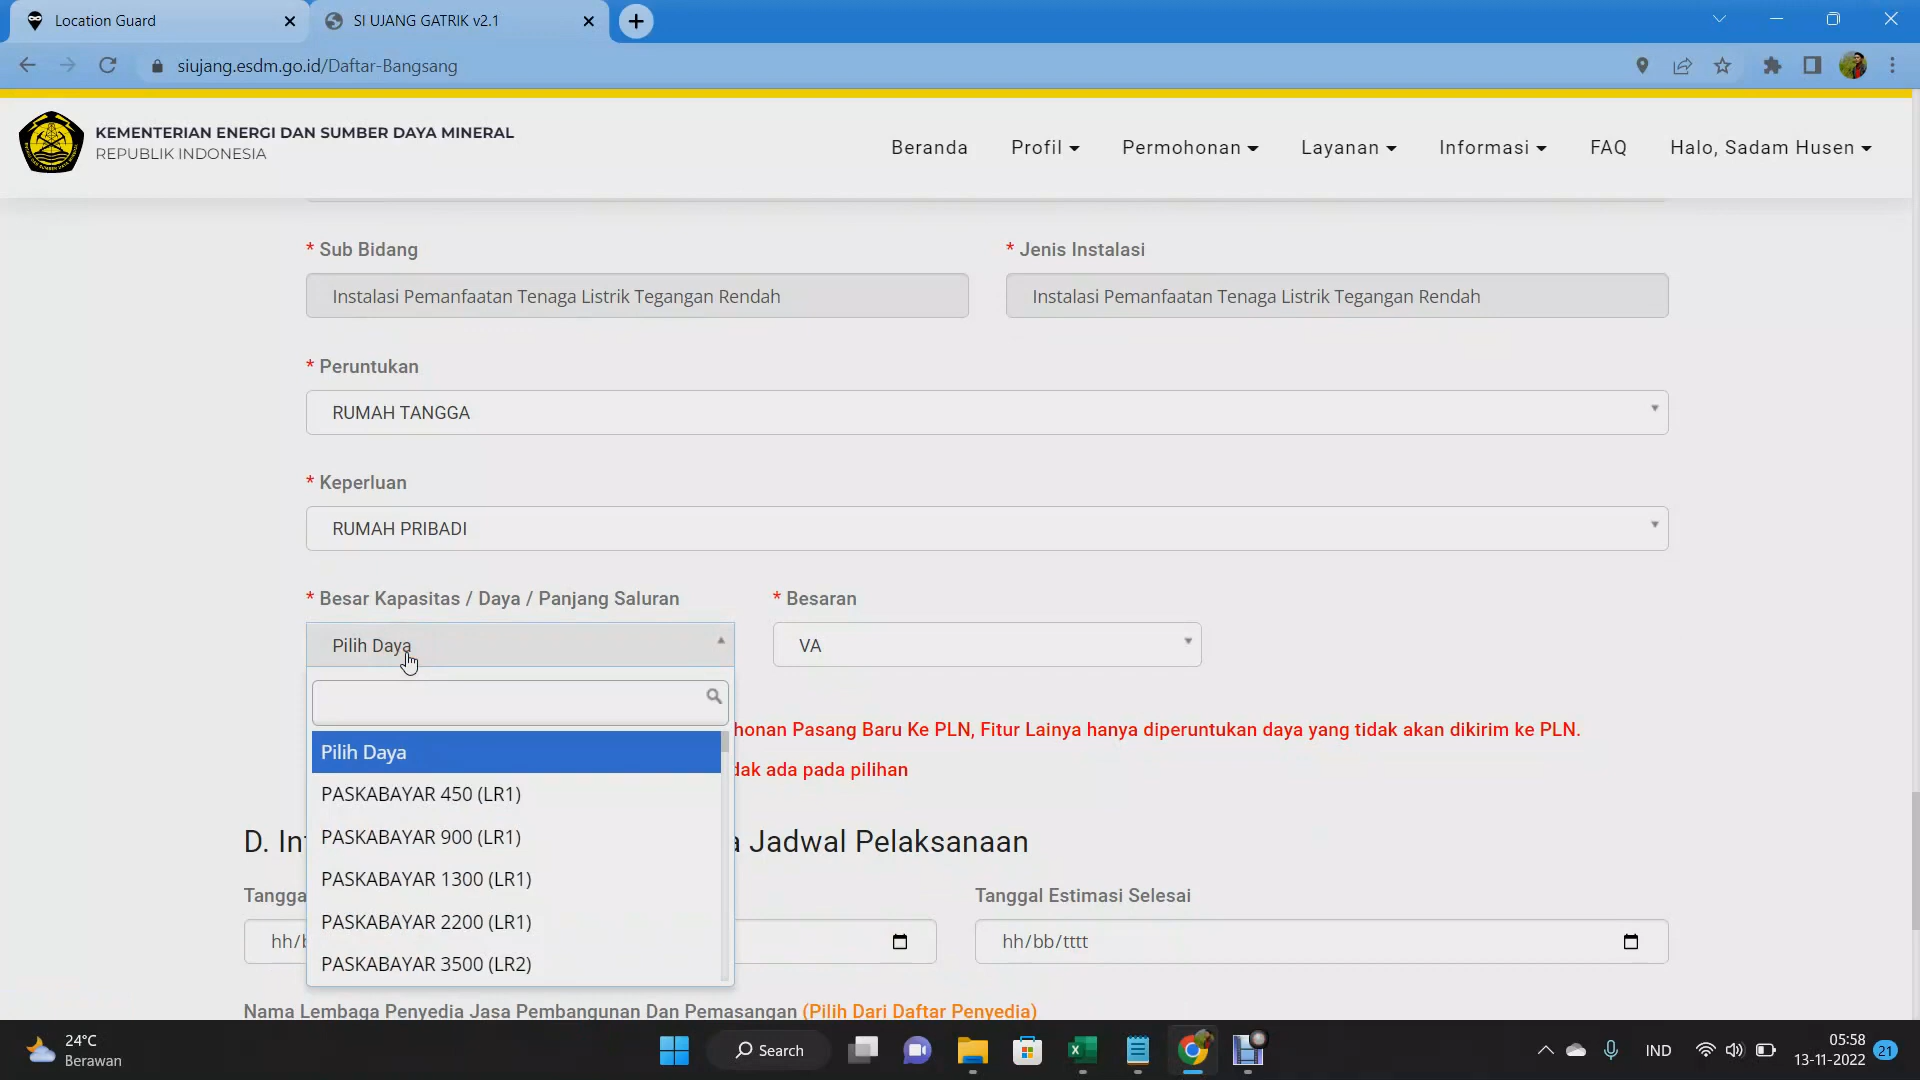 Location Guard
SI UJANG GATRIK v2.1
siujang.esdm.go.id/Daftar-Bangsang
KEMENTERIAN ENERGI DAN SUMBER DAYA MINERAL
REPUBLIK INDONESIA
Beranda
Profil
Permohonan
Layanan
Informasi
FAQ
Halo, Sadam Husen
* Sub Bidang
* Jenis Instalasi
Instalasi Pemanfaatan Tenaga Listrik Tegangan Rendah
Instalasi Pemanfaatan Tenaga Listrik Tegangan Rendah
* Peruntukan
RUMAH TANGGA
* Keperluan
RUMAH PRIBADI
* Besar Kapasitas / Daya / Panjang Saluran
* Besaran
Pilih Daya
VA
honan Pasang Baru Ke PLN, Fitur Lainya hanya diperuntukan daya yang tidak akan dikirim ke PLN.
dak ada pada pilihan
Pilih Daya
PASKABAYAR 450 (LR1)
PASKABAYAR 900 (LR1)
PASKABAYAR 1300 (LR1)
PASKABAYAR 2200 (LR1)
PASKABAYAR 3500 (LR2)
D. In
a Jadwal Pelaksanaan
Tangga
Tanggal Estimasi Selesai
hh/b
hh/bb/tttt
Nama Lembaga Penyedia Jasa Pembangunan Dan Pemasangan (Pilih Dari Daftar Penyedia)
24°C
Berawan
Search
IND
05:58
13-11-2022
21